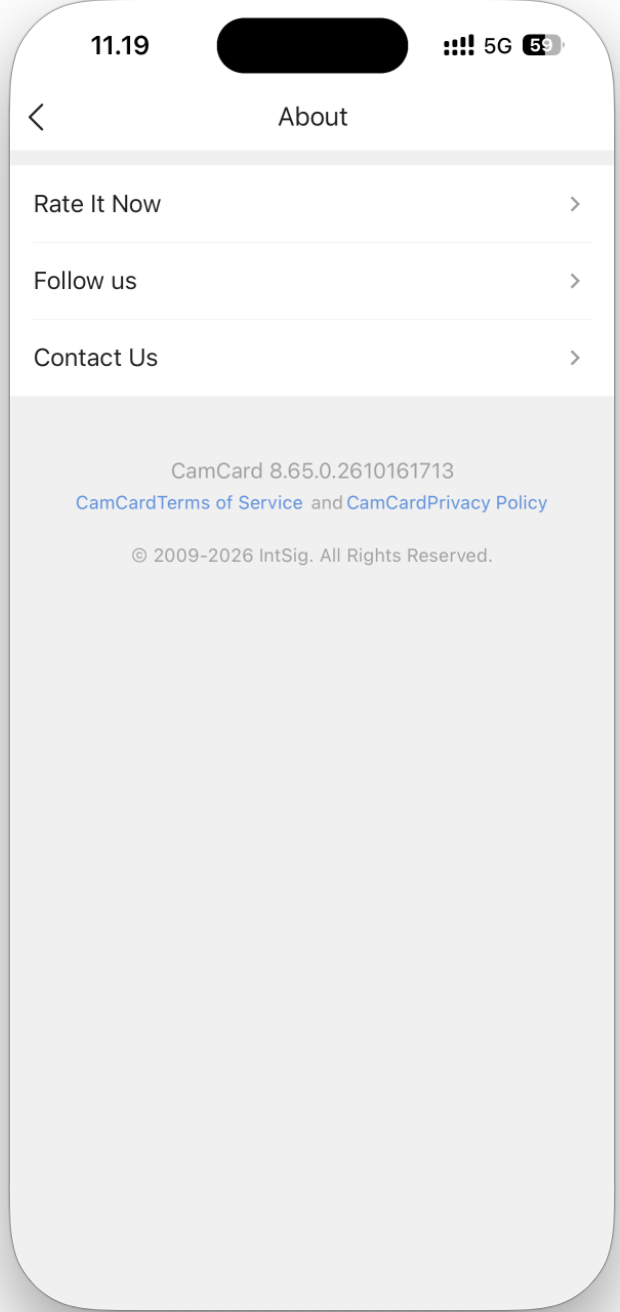 11.19 5G 59
About
Rate It Now
Follow us
Contact Us
CamCard 8.65.0.2610161713
CamCardTerms of Service and CamCardPrivacy Policy
© 2009-2026 IntSig. All Rights Reserved.